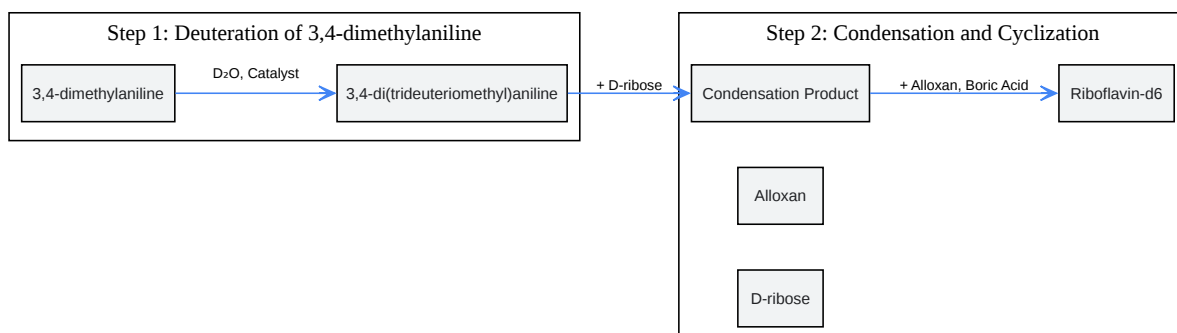 Step 1: Deuteration of 3,4-dimethylaniline
3,4-dimethylaniline
D₂O, Catalyst
3,4-di(trideuteriomethyl)aniline
+ D-ribose
Step 2: Condensation and Cyclization
Condensation Product
+ Alloxan, Boric Acid
Riboflavin-d6
Alloxan
D-ribose